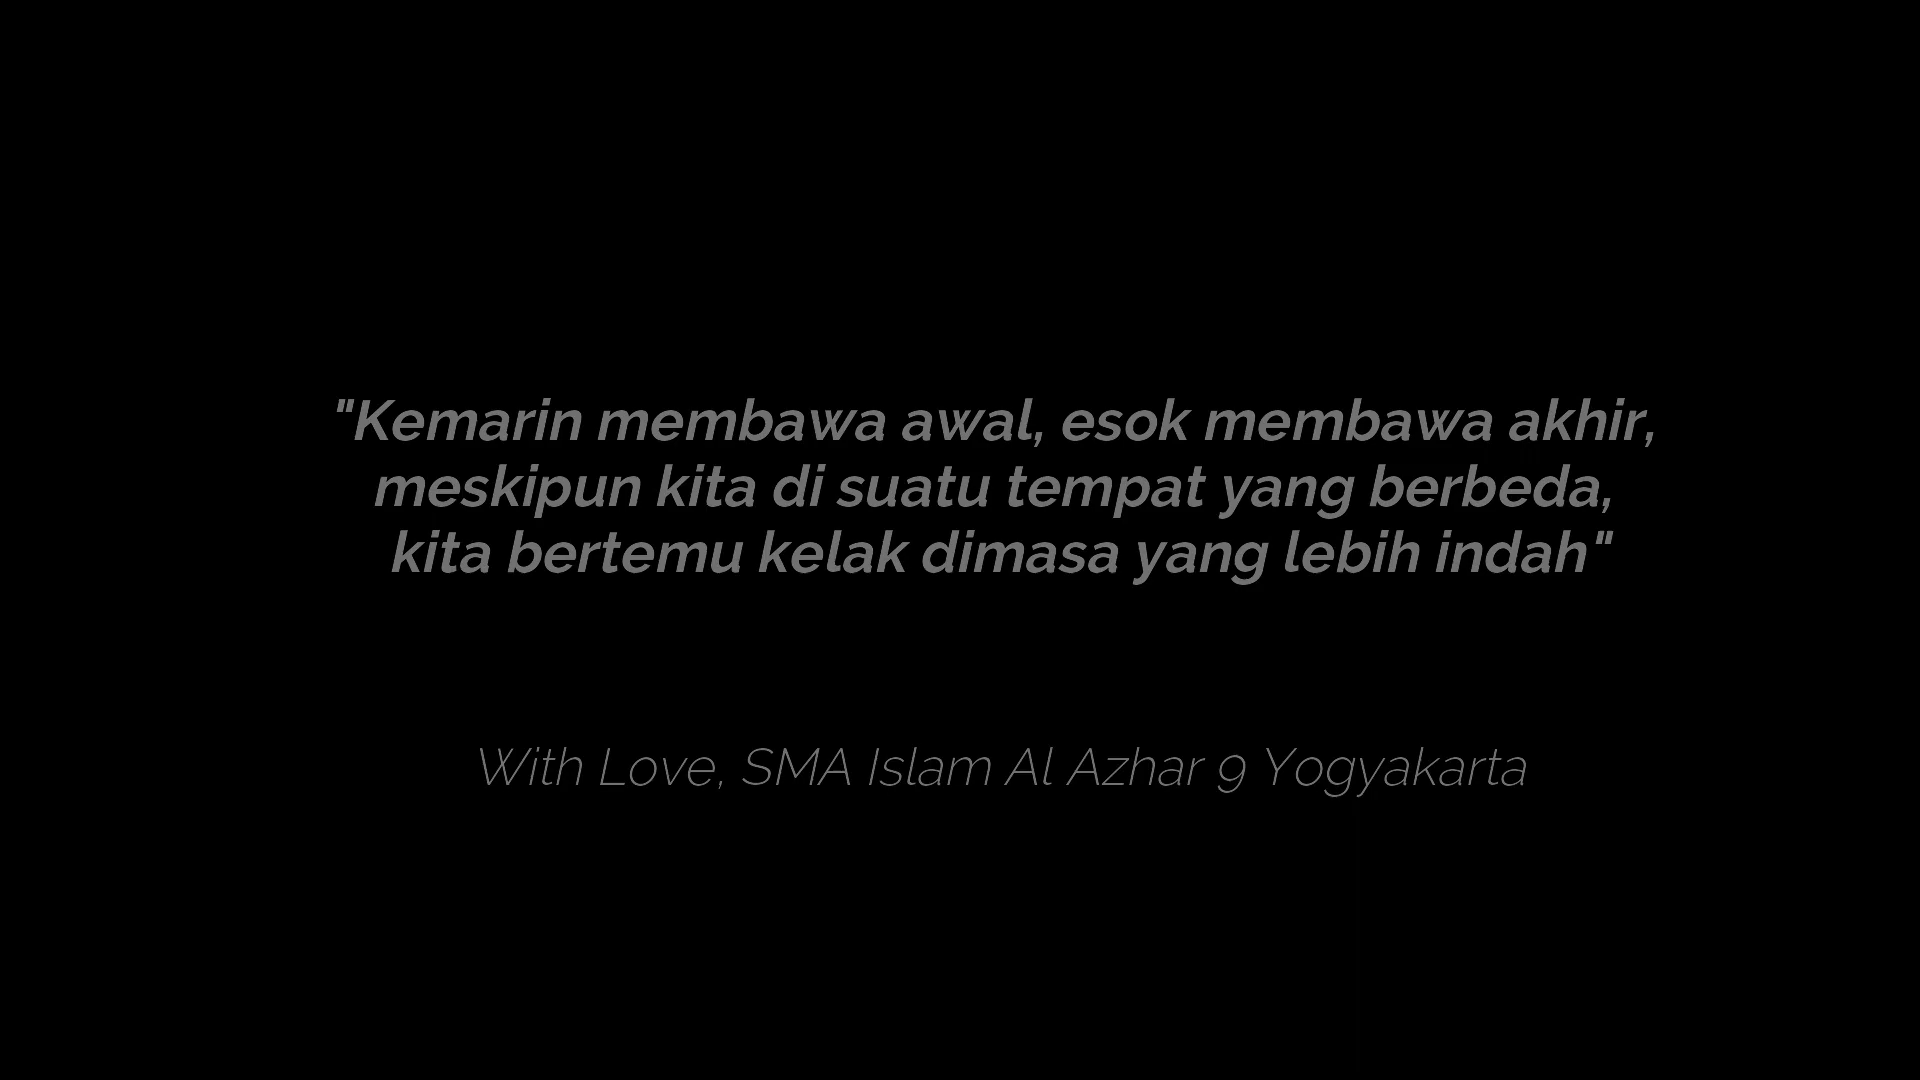 "Kemarin membawa awal, esok membawa akhir,
meskipun kita di suatu tempat yang berbeda,
kita bertemu kelak dimasa yang lebih indah"
With Love, SMA Islam Al Azhar 9 Yogyakarta